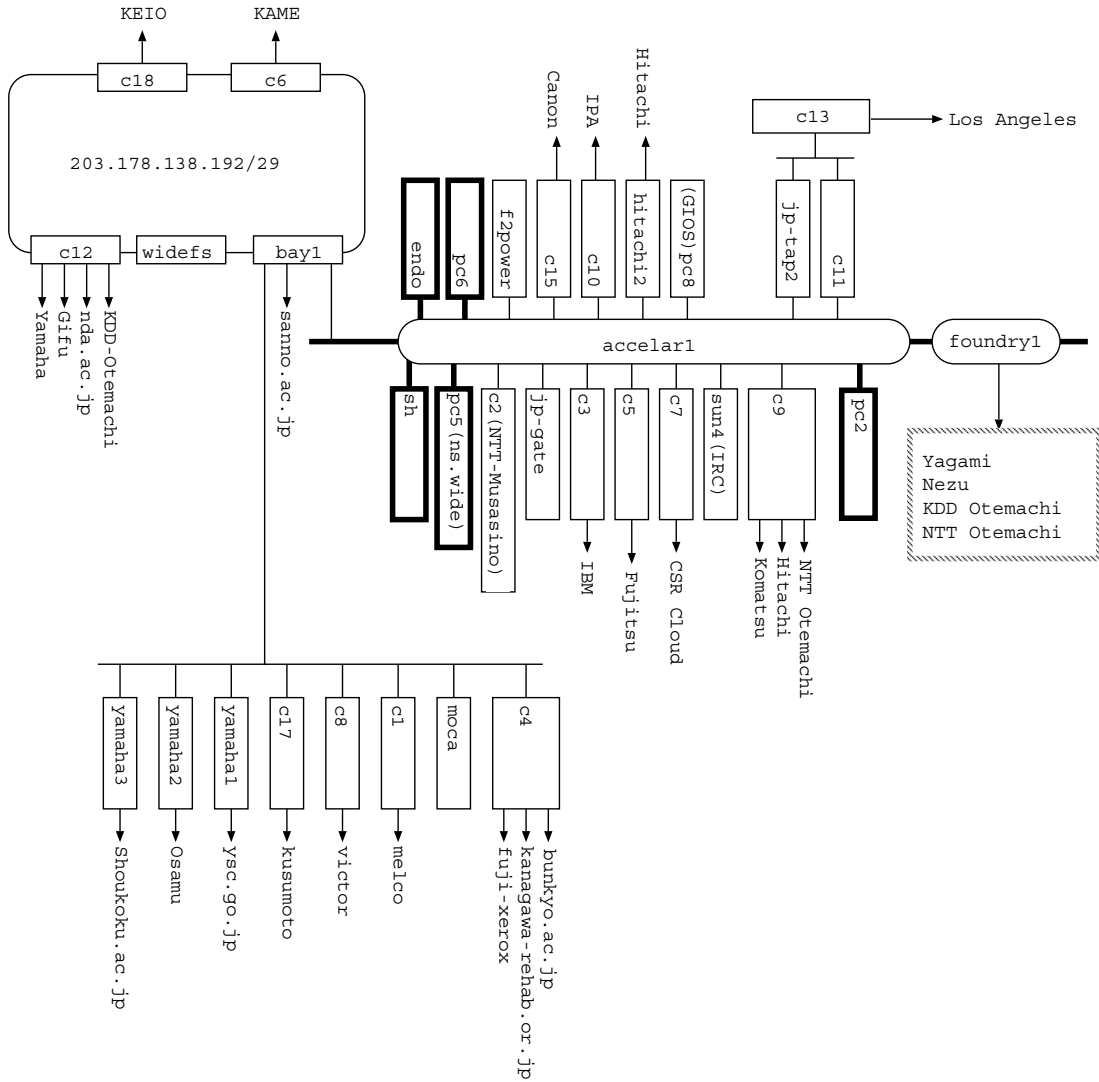 KEIO
KAME
c18
c6
203.178.138.192/29
c12
widefs
bay1
Yamaha
Gifu
nda.ac.jp
KDD-Otemachi
sanno.ac.jp
Canon
IPA
Hitachi
c13
Los Angeles
endo
pc6
f2power
c15
c10
hitachi2
(GIOS)pc8
jp-tap2
c11
accelar1
foundry1
sh
pc5(ns.wide)
c2(NTT-Musasino)
jp-gate
c3
c5
c7
sun4(IRC)
c9
pc2
IBM
Fujitsu
CSR Cloud
Komatsu
Hitachi
NTT Otemachi
Yagami
Nezu
KDD Otemachi
NTT Otemachi
yamaha3
yamaha2
yamaha1
c17
c8
c1
moca
c4
Shoukoku.ac.jp
Osamu
ysc.go.jp
kusumoto
victor
melco
fuji-xerox
kanagawa-rehab.or.jp
bunkyo.ac.jp